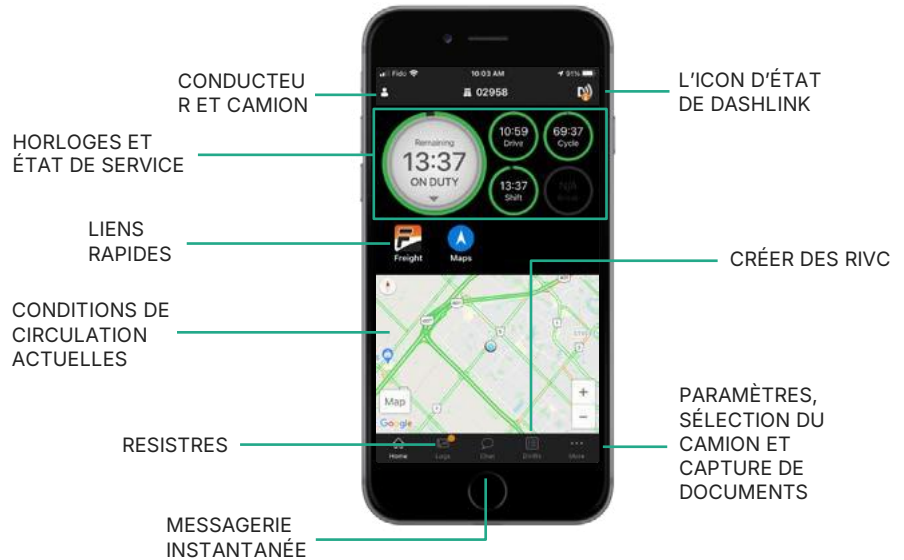 CONDUCTEU
R ET CAMION
L'ICON D'ÉTAT
DE DASHLINK
HORLOGES ET
ÉTAT DE SERVICE
LIENS
RAPIDES
CRÉER DES RIVC
CONDITIONS DE
CIRCULATION
ACTUELLES
RESISTRES
PARAMÈTRES,
SÉLECTION DU
CAMION ET
CAPTURE DE
DOCUMENTS
MESSAGERIE
INSTANTANÉE
Fido 10:03 AM 91%
02958
Remaining
13:37
ON DUTY
10:59
Drive
69:37
Cycle
13:37
Shift
N/A
Freight Maps
Map
+
−
Google
Home Logs Chat More